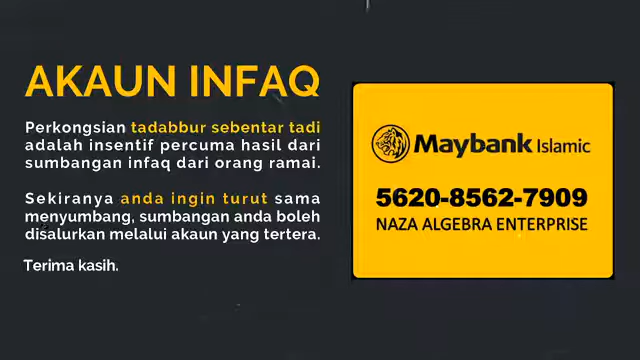 AKAUN INFAQ
Perkongsian tadabbur sebentar tadi
adalah insentif percuma hasil dari
sumbangan infaq dari orang ramai.
Sekiranya anda ingin turut sama
menyumbang, sumbangan anda boleh
disalurkan melalui akaun yang tertera.
Terima kasih.
Maybank Islamic
5620-8562-7909
NAZA ALGEBRA ENTERPRISE